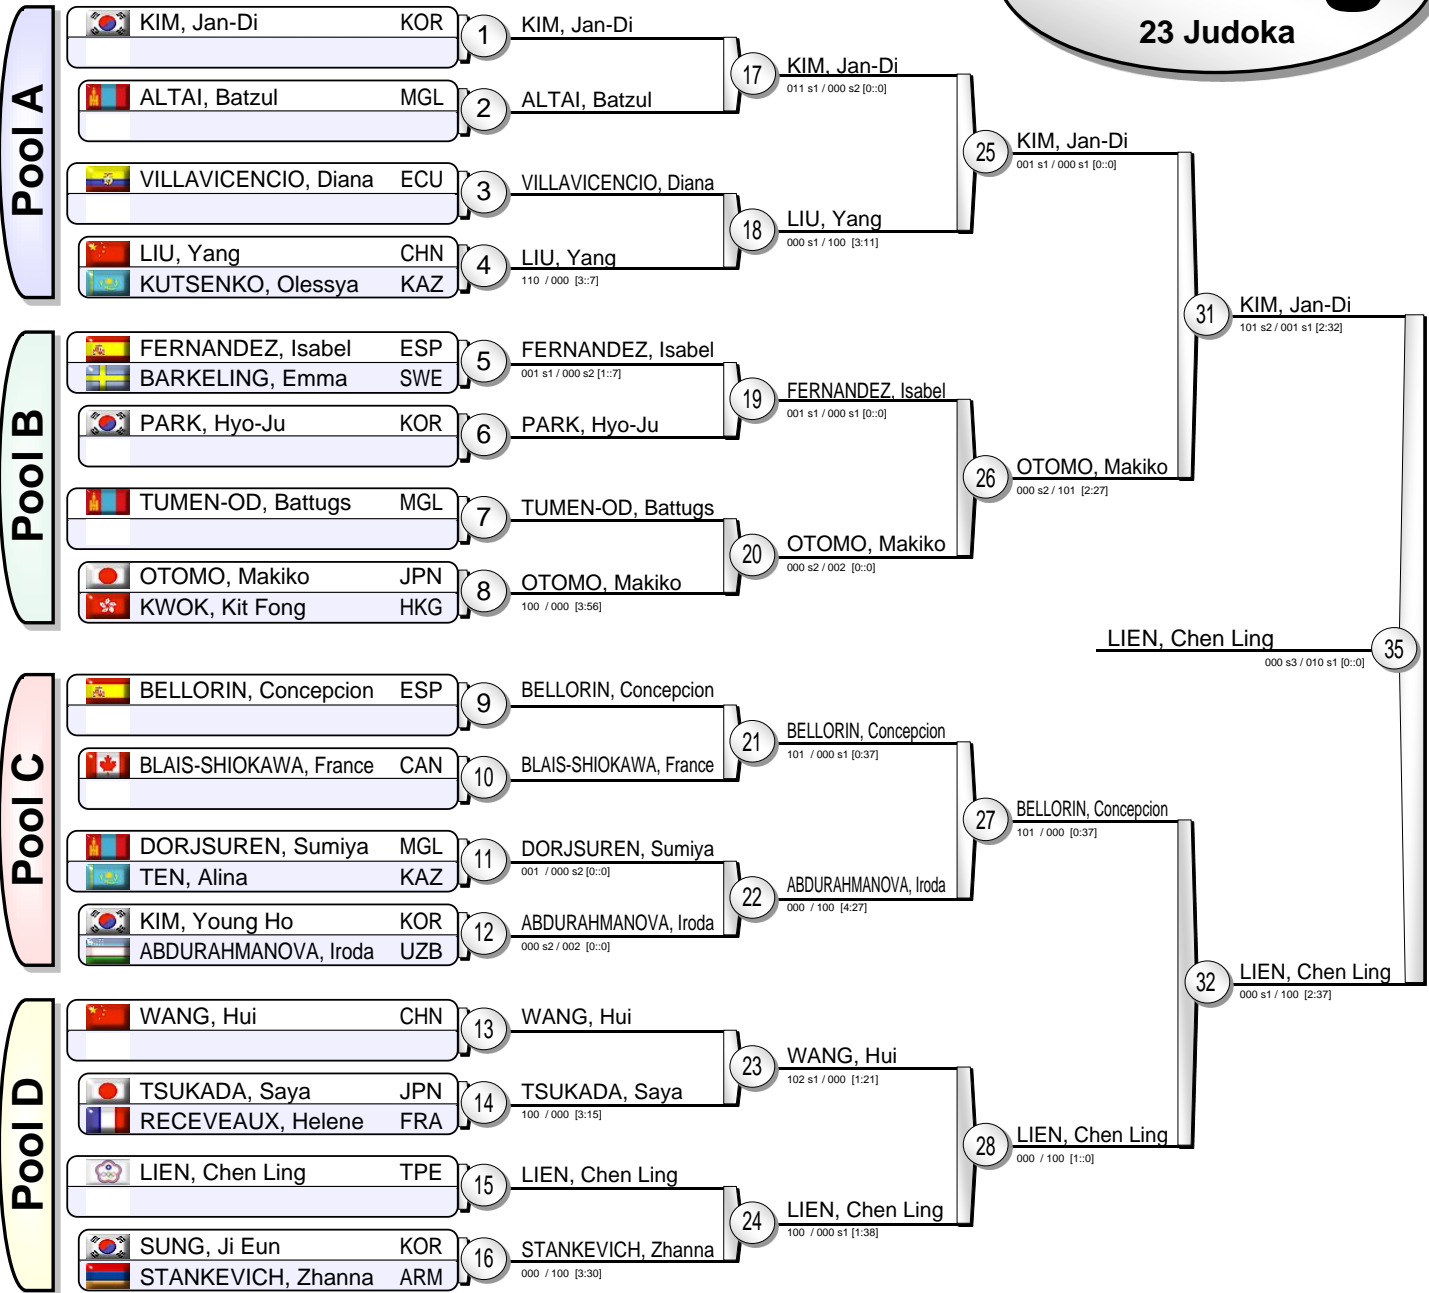 23 Judoka
Pool A
KIM, Jan-Di KOR
1
KIM, Jan-Di
ALTAI, Batzul MGL
2
ALTAI, Batzul
17
KIM, Jan-Di
011 s1 / 000 s2 [0::0]
VILLAVICENCIO, Diana ECU
3
VILLAVICENCIO, Diana
LIU, Yang CHN
KUTSENKO, Olessya KAZ
4
LIU, Yang
110 / 000 [3::7]
18
LIU, Yang
000 s1 / 100 [3:11]
25
KIM, Jan-Di
001 s1 / 000 s1 [0::0]
Pool B
FERNANDEZ, Isabel ESP
BARKELING, Emma SWE
5
FERNANDEZ, Isabel
001 s1 / 000 s2 [1::7]
PARK, Hyo-Ju KOR
6
PARK, Hyo-Ju
19
FERNANDEZ, Isabel
001 s1 / 000 s1 [0::0]
TUMEN-OD, Battugs MGL
7
TUMEN-OD, Battugs
OTOMO, Makiko JPN
KWOK, Kit Fong HKG
8
OTOMO, Makiko
100 / 000 [3:56]
20
OTOMO, Makiko
000 s2 / 002 [0::0]
26
OTOMO, Makiko
000 s2 / 101 [2:27]
31
KIM, Jan-Di
101 s2 / 001 s1 [2:32]
LIEN, Chen Ling
000 s3 / 010 s1 [0::0]
35
Pool C
BELLORIN, Concepcion ESP
9
BELLORIN, Concepcion
BLAIS-SHIOKAWA, France CAN
10
BLAIS-SHIOKAWA, France
21
BELLORIN, Concepcion
101 / 000 s1 [0:37]
DORJSUREN, Sumiya MGL
TEN, Alina KAZ
11
DORJSUREN, Sumiya
001 / 000 s2 [0::0]
KIM, Young Ho KOR
ABDURAHMANOVA, Iroda UZB
12
ABDURAHMANOVA, Iroda
000 s2 / 002 [0::0]
22
ABDURAHMANOVA, Iroda
000 / 100 [4:27]
27
BELLORIN, Concepcion
101 / 000 [0:37]
Pool D
WANG, Hui CHN
13
WANG, Hui
TSUKADA, Saya JPN
RECEVEAUX, Helene FRA
14
TSUKADA, Saya
100 / 000 [3:15]
23
WANG, Hui
102 s1 / 000 [1:21]
LIEN, Chen Ling TPE
15
LIEN, Chen Ling
SUNG, Ji Eun KOR
STANKEVICH, Zhanna ARM
16
STANKEVICH, Zhanna
000 / 100 [3:30]
24
LIEN, Chen Ling
100 / 000 s1 [1:38]
28
LIEN, Chen Ling
000 / 100 [1::0]
32
LIEN, Chen Ling
000 s1 / 100 [2:37]